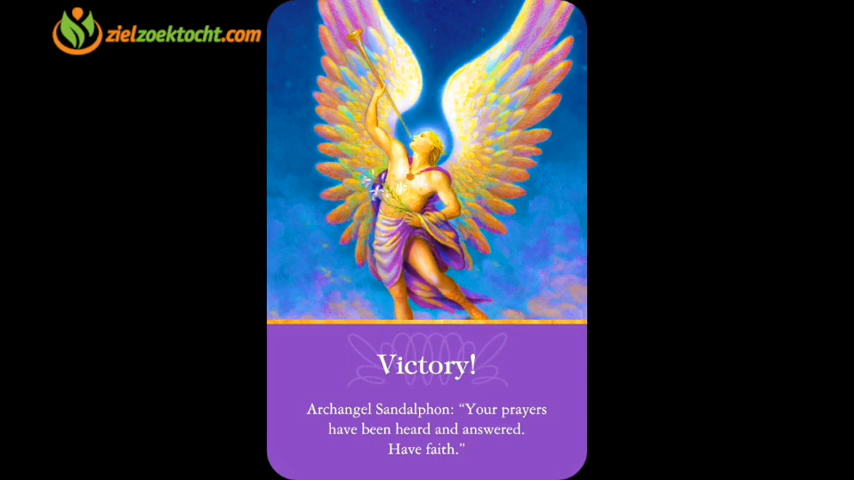 zielzoektocht.com
Victory!
Archangel Sandalphon: “Your prayers
have been heard and answered.
Have faith."